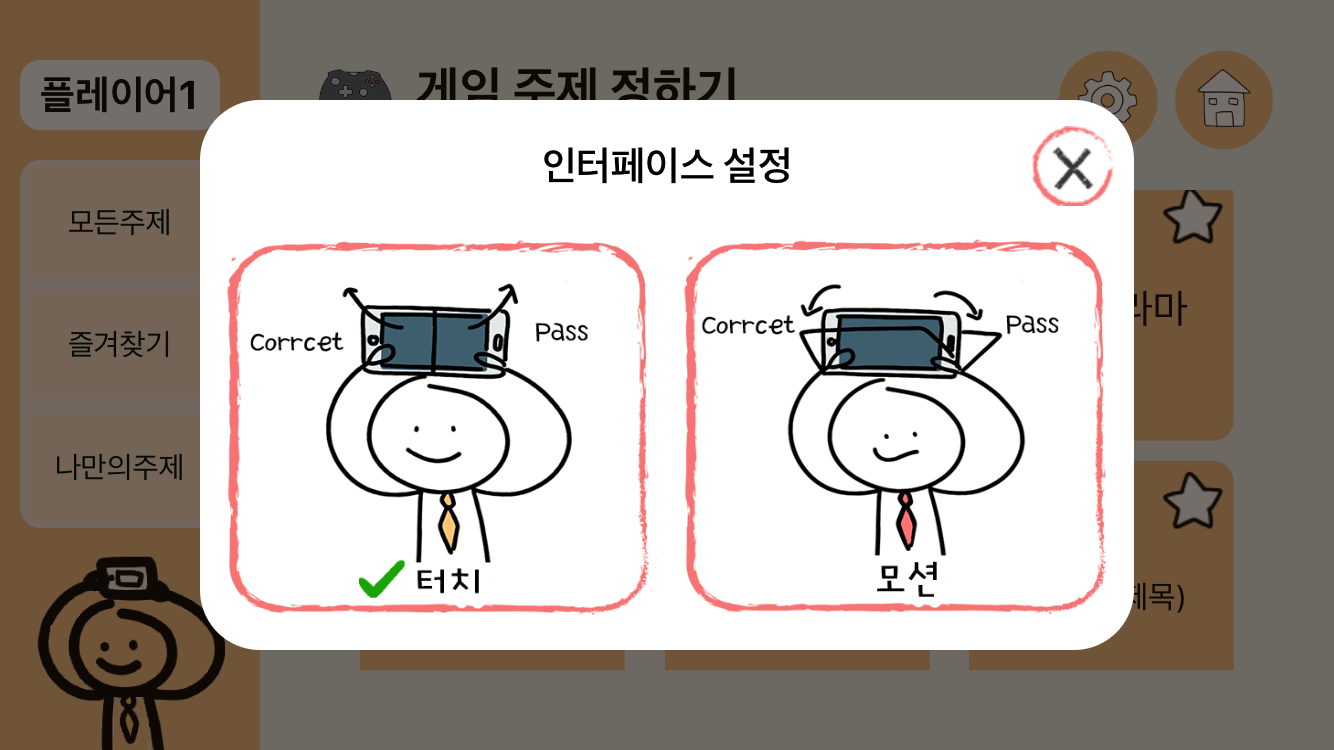 플레이어1
게임 주제 정하기
모든주제
즐겨찾기
나만의주제
인터페이스 설정
Corrcet
Pass
터치
Corrcet
Pass
모션
라마
제목)